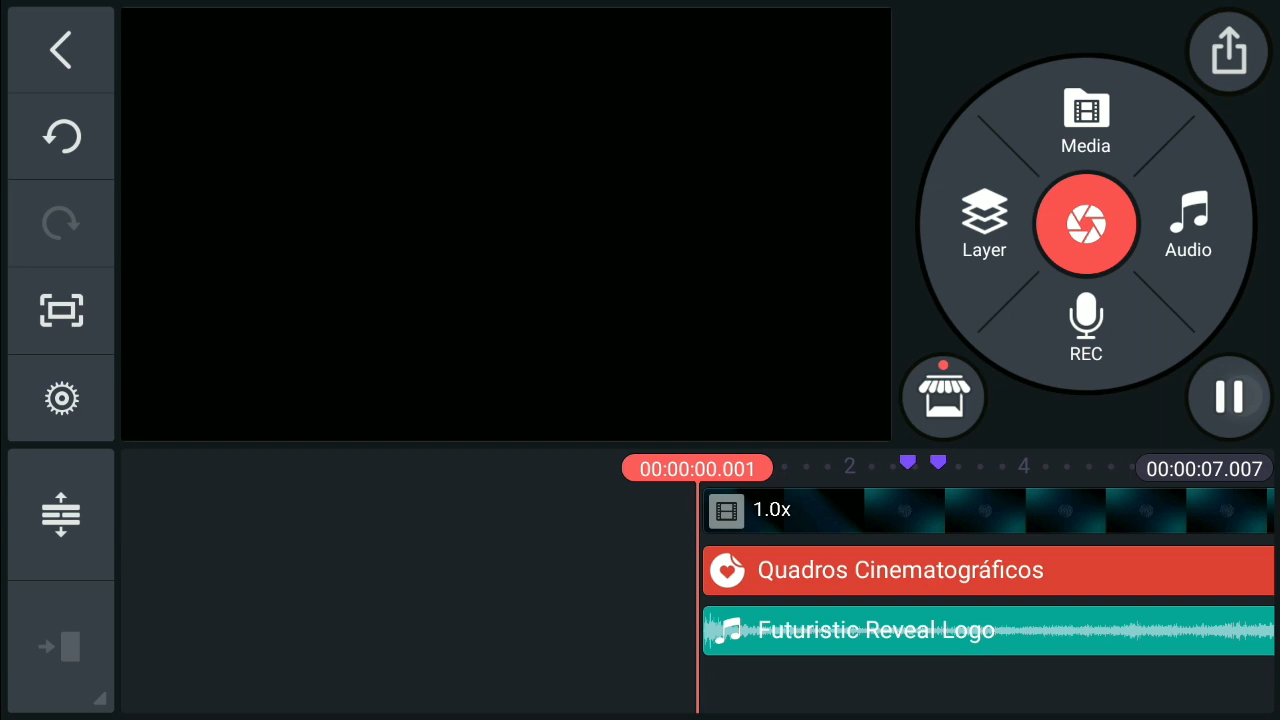 Media
Layer
Audio
REC
00:00:00.001
2
4
00:00:07.007
1.0x
Quadros Cinematográficos
Futuristic Reveal Logo